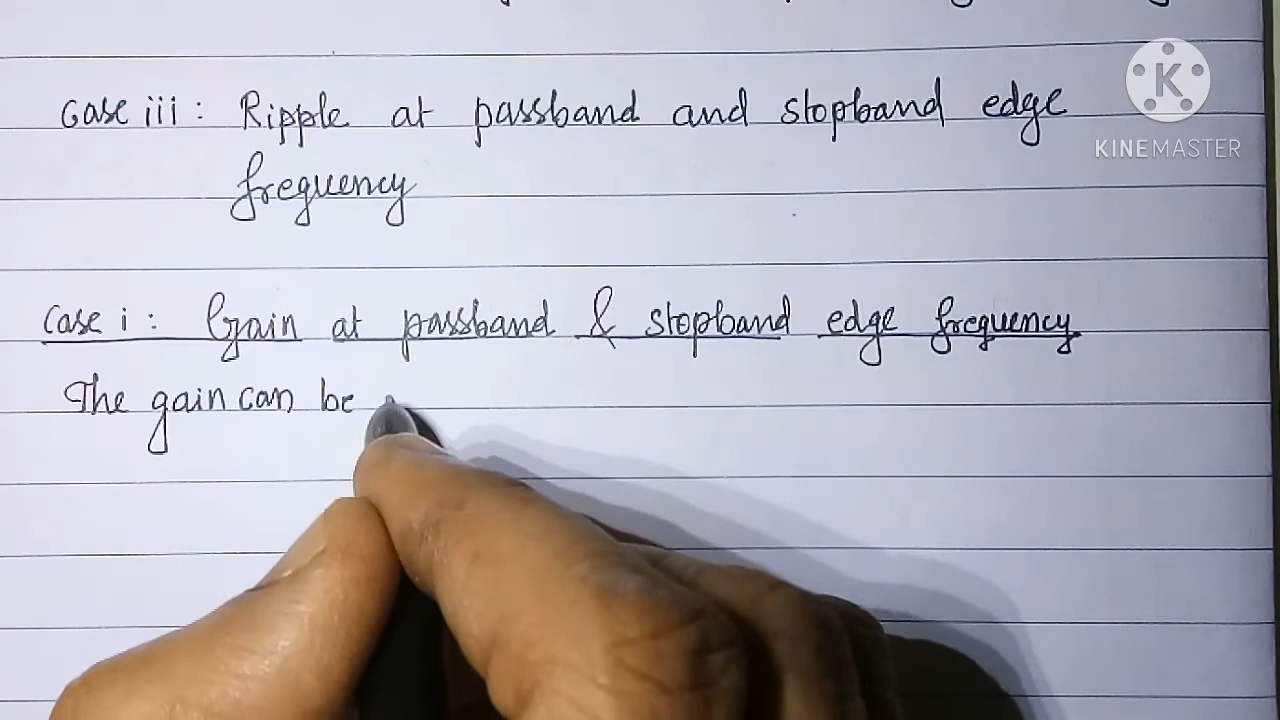 Case iii : Ripple at passband and stopband edge
frequency
K
KINEMASTER
Case i : Gain at passband & stopband edge frequency
The gain can be